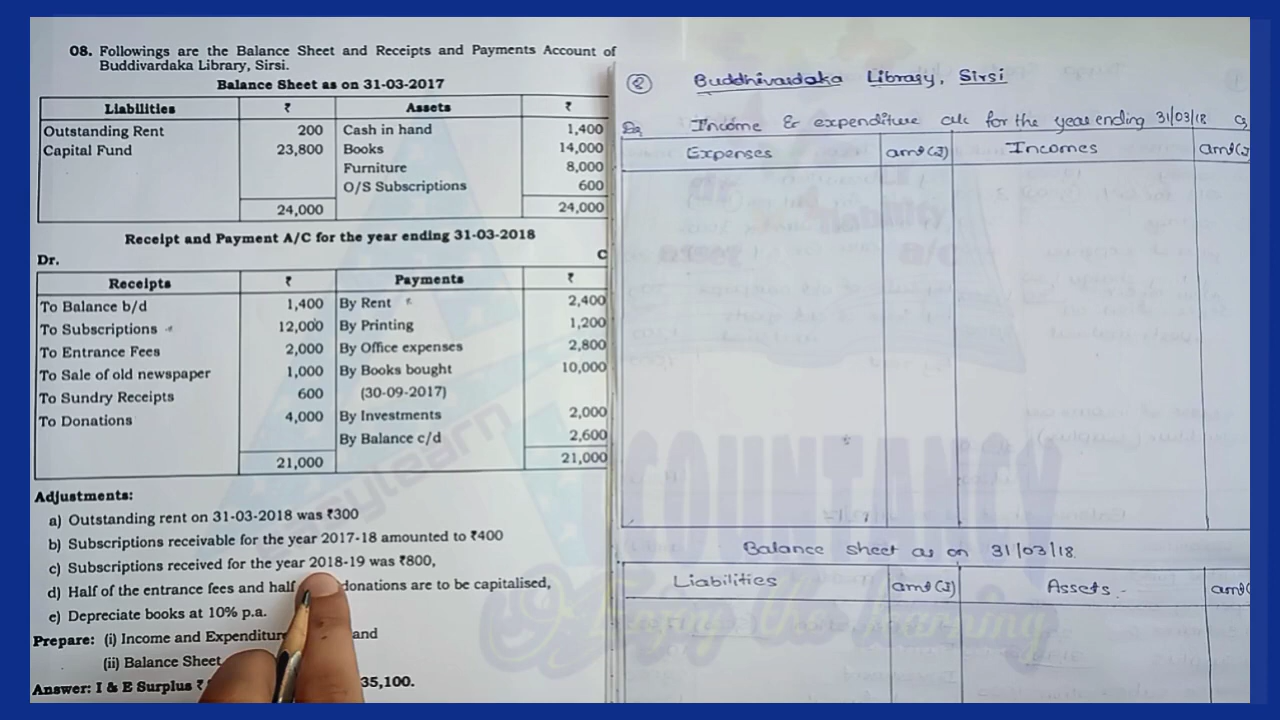 08. Followings are the Balance Sheet and Receipts and Payments Account of
Buddivardaka Library, Sirsi.
Balance Sheet as on 31-03-2017
Liabilities ₹ Assets ₹
Outstanding Rent 200 Cash in hand 1,400
Capital Fund 23,800 Books 14,000
Furniture 8,000
O/S Subscriptions 600
24,000 24,000
Receipt and Payment A/C for the year ending 31-03-2018
Dr. C
Receipts ₹ Payments ₹
To Balance b/d 1,400 By Rent 2,400
To Subscriptions 12,000 By Printing 1,200
To Entrance Fees 2,000 By Office expenses 2,800
To Sale of old newspaper 1,000 By Books bought 10,000
To Sundry Receipts 600 (30-09-2017)
To Donations 4,000 By Investments 2,000
By Balance c/d 2,600
21,000 21,000
Adjustments:
a) Outstanding rent on 31-03-2018 was ₹300
b) Subscriptions receivable for the year 2017-18 amounted to ₹400
c) Subscriptions received for the year 2018-19 was ₹800,
d) Half of the entrance fees and half donations are to be capitalised,
e) Depreciate books at 10% p.a.
Prepare: (i) Income and Expenditure and
(ii) Balance Sheet
Answer: I & E Surplus ₹ 35,100.
② Buddhivardaka Library, Sirsi
Dr. Income & expenditure a/c for the year ending 31/03/18
Expenses amt(₹) Incomes amt(₹
Balance sheet as on 31/03/18.
Liabilities amt(₹) Assets. amt(
COUNTANCY
Enjoy the learning
easylearn